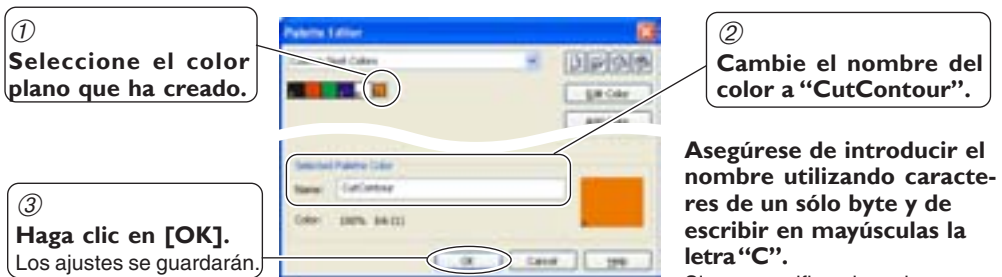 ①
Seleccione el color
plano que ha creado.
Palette Editor
Edit Color
Selected Palette Color
Name: CutContour
Color: 100%
OK
Cancel
Help
②
Cambie el nombre del
color a “CutContour”.
Asegúrese de introducir el
nombre utilizando caracte-
res de un sólo byte y de
escribir en mayúsculas la
letra “C”.
③
Haga clic en [OK].
Los ajustes se guardarán.